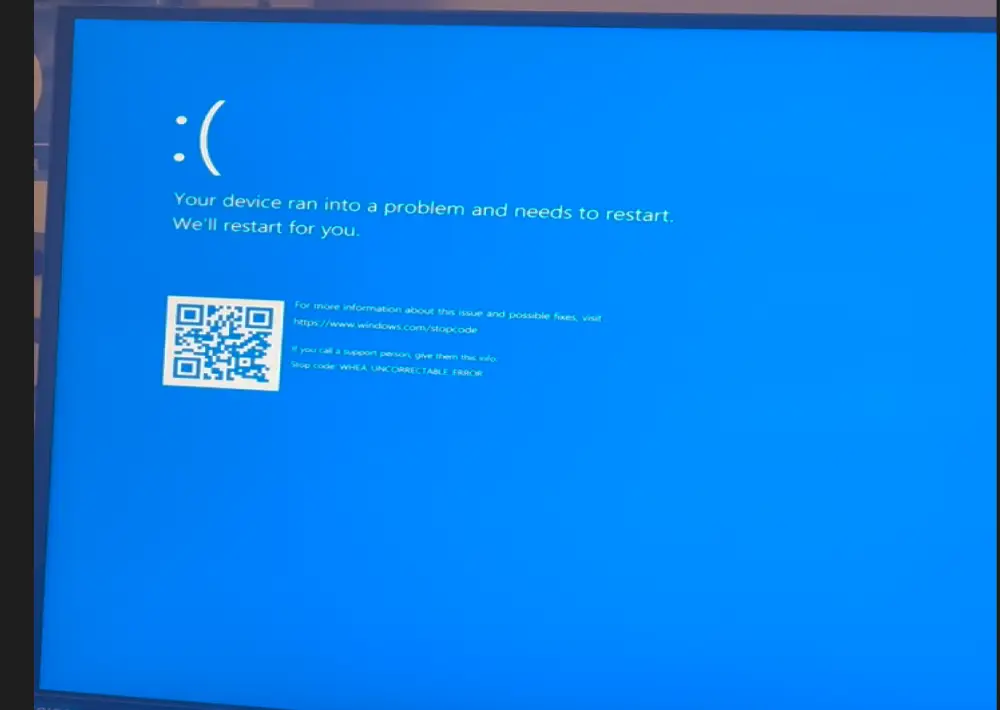 :(
Your device ran into a problem and needs to restart.
We'll restart for you.
For more information about this issue and possible fixes, visit
https://www.windows.com/stopcode
If you call a support person, give them this info:
Stop code: WHEA_UNCORRECTABLE_ERROR